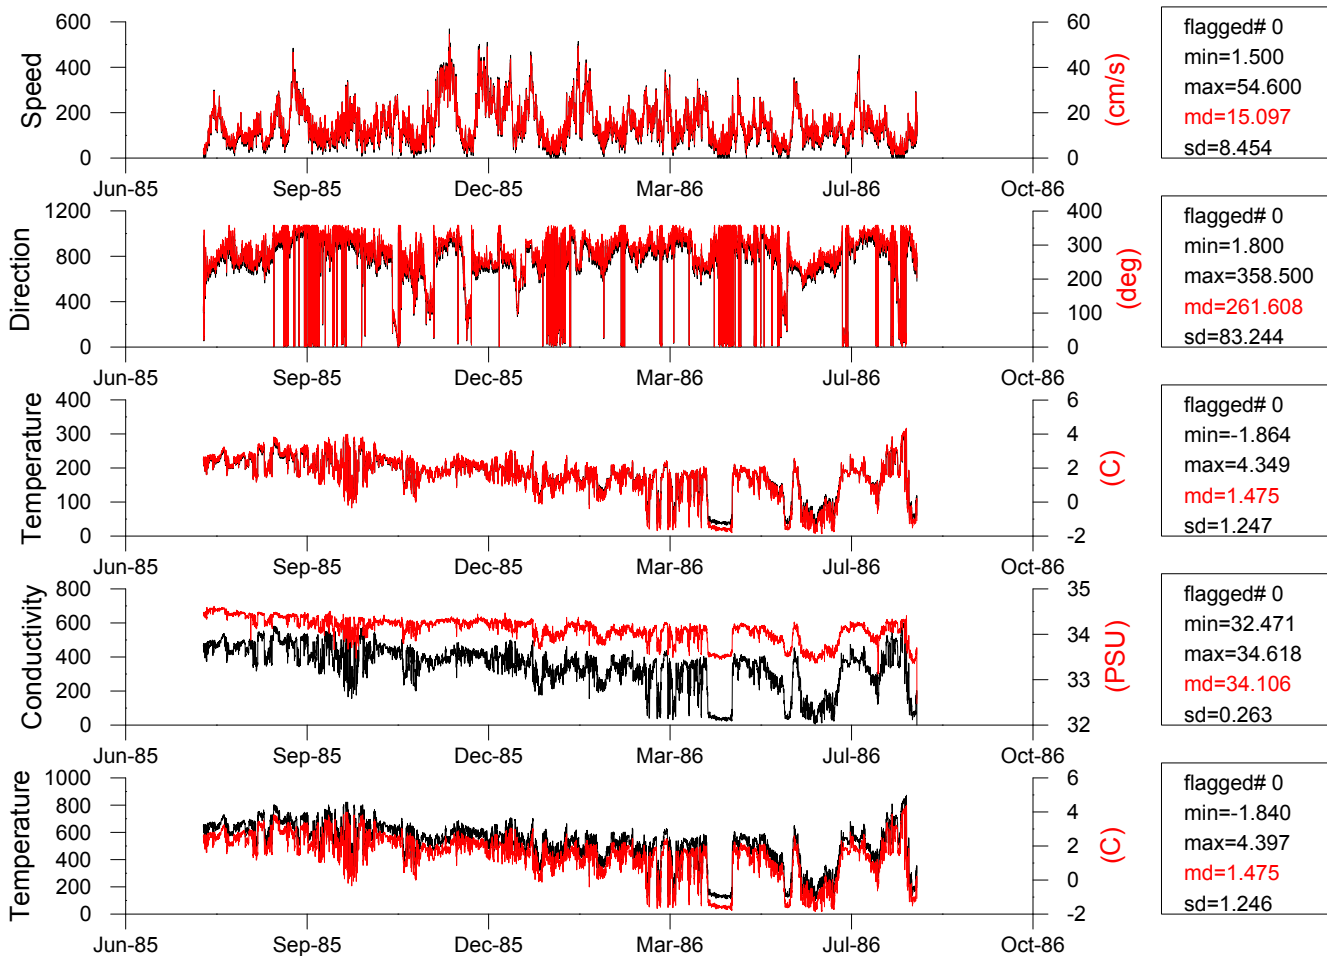 Speed
600
400
200
0
60
40
20
0
(cm/s)
Jun-85 Sep-85 Dec-85 Mar-86 Jul-86 Oct-86
flagged# 0
min=1.500
max=54.600
md=15.097
sd=8.454
Direction
1200
800
400
0
400
300
200
100
0
(deg)
Jun-85 Sep-85 Dec-85 Mar-86 Jul-86 Oct-86
flagged# 0
min=1.800
max=358.500
md=261.608
sd=83.244
Temperature
400
300
200
100
0
6
4
2
0
-2
(C)
Jun-85 Sep-85 Dec-85 Mar-86 Jul-86 Oct-86
flagged# 0
min=-1.864
max=4.349
md=1.475
sd=1.247
Conductivity
800
600
400
200
0
35
34
33
32
(PSU)
Jun-85 Sep-85 Dec-85 Mar-86 Jul-86 Oct-86
flagged# 0
min=32.471
max=34.618
md=34.106
sd=0.263
Temperature
1000
800
600
400
200
0
6
4
2
0
-2
(C)
Jun-85 Sep-85 Dec-85 Mar-86 Jul-86 Oct-86
flagged# 0
min=-1.840
max=4.397
md=1.475
sd=1.246